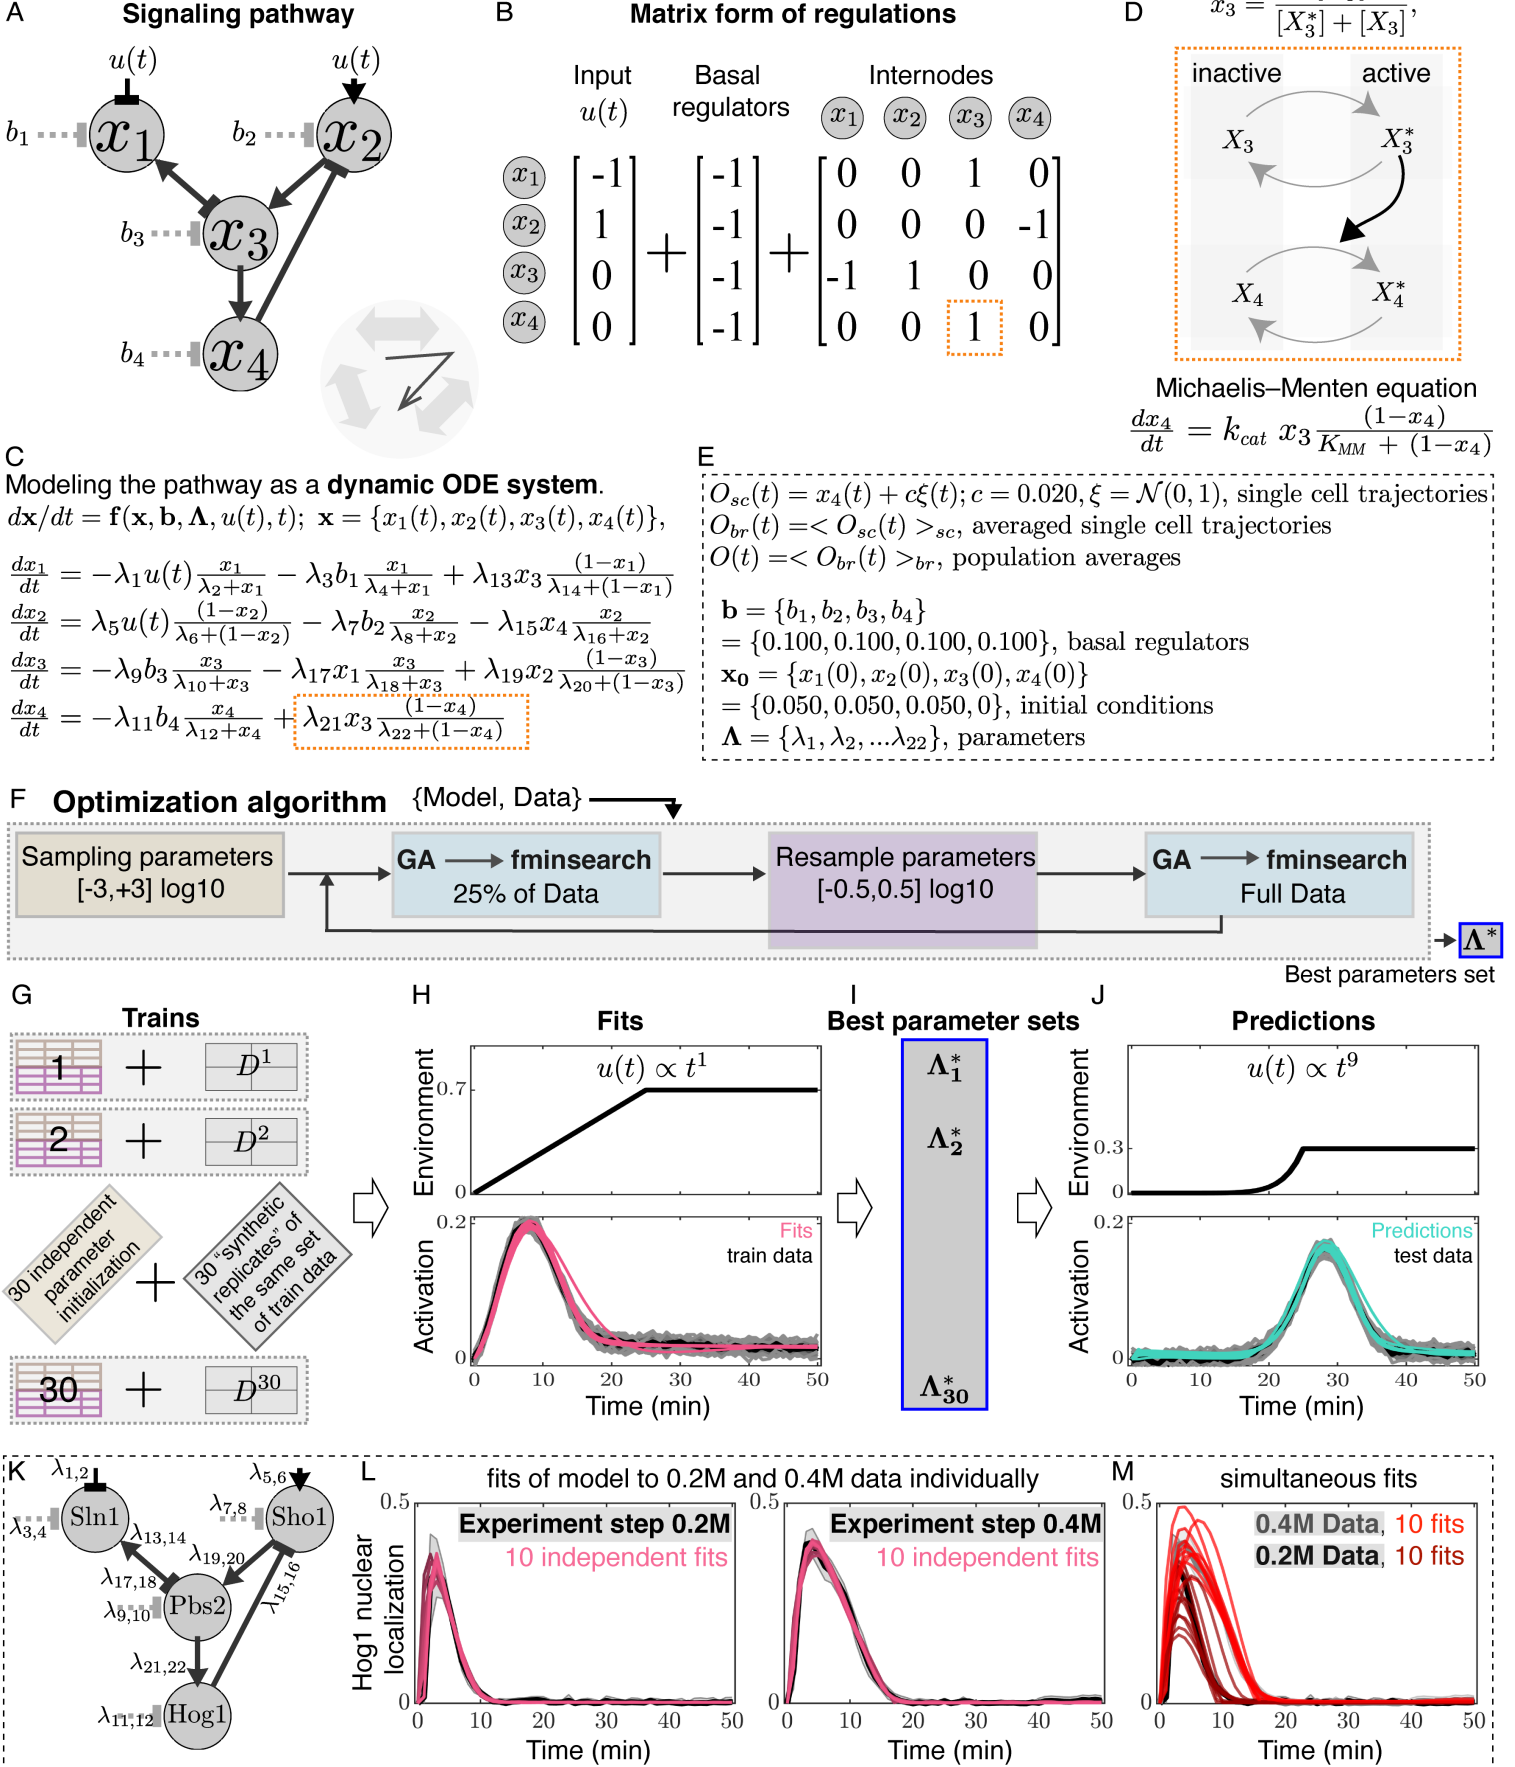 A
Signaling pathway
u(t)
u(t)
b₁
x₁
b₂
x₂
b₃
x₃
b₄
x₄
B
Matrix form of regulations
Input
u(t)
Basal
regulators
Internodes
x₁ x₂ x₃ x₄
x₁ -1 -1 0 0 1 0
x₂ 1 + -1 + 0 0 0 -1
x₃ 0 -1 -1 1 0 0
x₄ 0 -1 0 0 1 0
D
[X₃*] + [X₃],
inactive
active
X₃
X₃*
X₄
X₄*
Michaelis–Menten equation
dx₄/dt = k_cat x₃ (1−x₄)/(K_MM + (1−x₄))
C
Modeling the pathway as a dynamic ODE system.
dx/dt = f(x, b, Λ, u(t), t); x = {x₁(t), x₂(t), x₃(t), x₄(t)},
dx₁/dt = −λ₁u(t) x₁/(λ₂+x₁) − λ₃b₁ x₁/(λ₄+x₁) + λ₁₃x₃ (1−x₁)/(λ₁₄+(1−x₁))
dx₂/dt = λ₅u(t) (1−x₂)/(λ₆+(1−x₂)) − λ₇b₂ x₂/(λ₈+x₂) − λ₁₅x₄ x₂/(λ₁₆+x₂)
dx₃/dt = −λ₉b₃ x₃/(λ₁₀+x₃) − λ₁₇x₁ x₃/(λ₁₈+x₃) + λ₁₉x₂ (1−x₃)/(λ₂₀+(1−x₃))
dx₄/dt = −λ₁₁b₄ x₄/(λ₁₂+x₄) + λ₂₁x₃ (1−x₄)/(λ₂₂+(1−x₄))
E
O_sc(t) = x₄(t) + cξ(t); c = 0.020, ξ = N(0, 1), single cell trajectories
O_br(t) =< O_sc(t) >_sc, averaged single cell trajectories
O(t) =< O_br(t) >_br, population averages
b = {b₁, b₂, b₃, b₄}
= {0.100, 0.100, 0.100, 0.100}, basal regulators
x₀ = {x₁(0), x₂(0), x₃(0), x₄(0)}
= {0.050, 0.050, 0.050, 0}, initial conditions
Λ = {λ₁, λ₂, ...λ₂₂}, parameters
F
Optimization algorithm
{Model, Data}
Sampling parameters
[-3,+3] log10
GA fminsearch
25% of Data
Resample parameters
[-0.5,0.5] log10
GA fminsearch
Full Data
Λ*
Best parameters set
G
Trains
1 + D¹
2 + D²
30 independent
parameter
initialization
+
30 “synthetic
replicates” of
the same set
of train data
30 + D³⁰
H
Fits
Environment
u(t) ∝ t¹
0.7
0
Activation
0.2
0
Fits
train data
0 10 20 30 40 50
Time (min)
I
Best parameter sets
Λ₁*
Λ₂*
Λ₃₀*
J
Predictions
Environment
u(t) ∝ t⁹
0.3
0
Activation
0.2
0
Predictions
test data
0 10 20 30 40 50
Time (min)
K
λ₁,₂
λ₅,₆
λ₃,₄
Sln1
λ₇,₈
Sho1
λ₁₃,₁₄
λ₁₉,₂₀
λ₁₇,₁₈
λ₁₅,₁₆
λ₉,₁₀
Pbs2
λ₂₁,₂₂
λ₁₁,₁₂
Hog1
L
fits of model to 0.2M and 0.4M data individually
Hog1 nuclear
localization
0.5
0
Experiment step 0.2M
10 independent fits
0 10 20 30 40 50
Time (min)
0.5
0
Experiment step 0.4M
10 independent fits
0 10 20 30 40 50
Time (min)
M
simultaneous fits
0.5
0
0.4M Data, 10 fits
0.2M Data, 10 fits
0 10 20 30 40 50
Time (min)